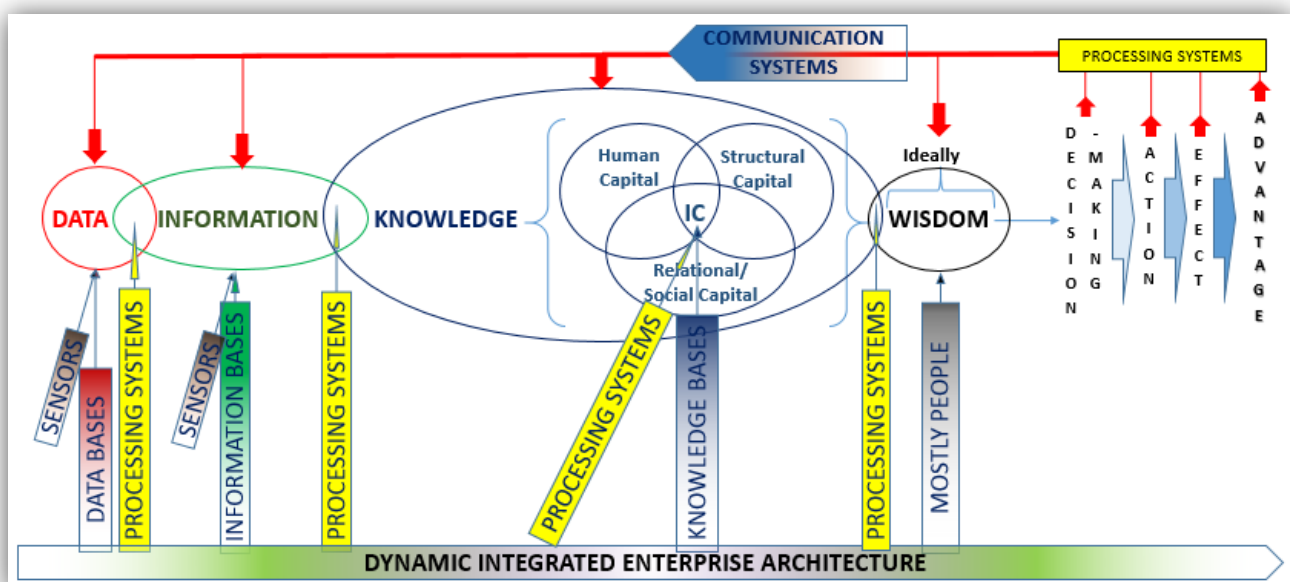 COMMUNICATION
SYSTEMS
PROCESSING SYSTEMS
DECISION
-MAKING
ACTION
EFFECT
ADVANTAGE
Human
Capital
Structural
Capital
Ideally
DATA
INFORMATION
KNOWLEDGE
IC
WISDOM
Relational/
Social Capital
SENSORS
DATA BASES
PROCESSING SYSTEMS
SENSORS
INFORMATION BASES
PROCESSING SYSTEMS
PROCESSING SYSTEMS
KNOWLEDGE BASES
PROCESSING SYSTEMS
MOSTLY PEOPLE
DYNAMIC INTEGRATED ENTERPRISE ARCHITECTURE